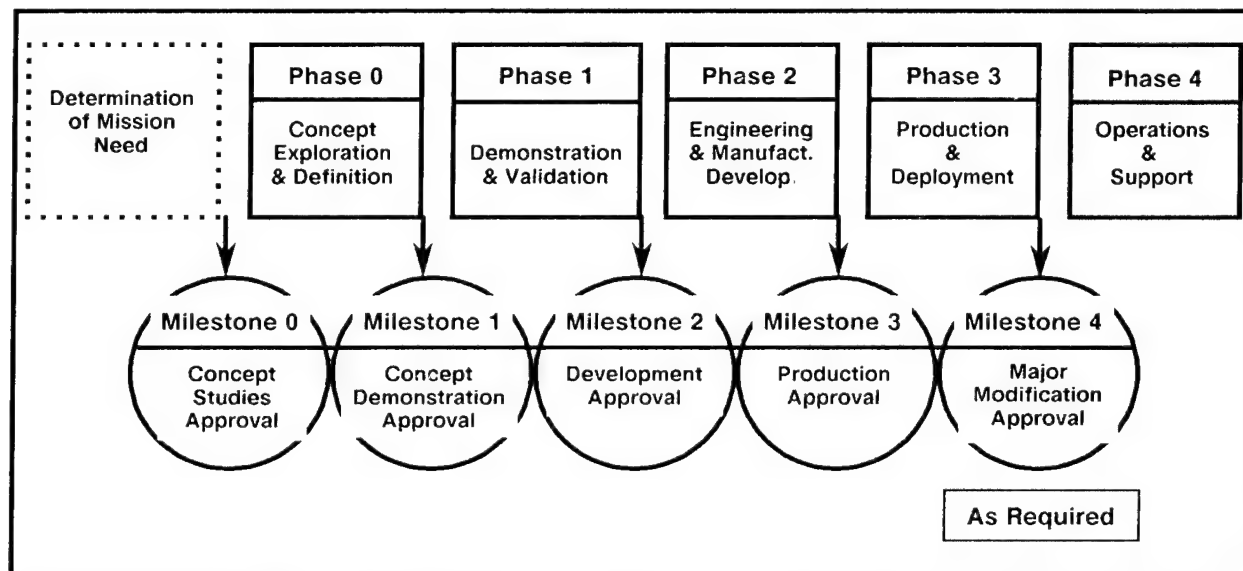 Determination
of Mission
Need
Phase 0
Concept
Exploration
& Definition
Phase 1
Demonstration
& Validation
Phase 2
Engineering
& Manufact.
Develop.
Phase 3
Production
&
Deployment
Phase 4
Operations
&
Support
Milestone 0
Concept
Studies
Approval
Milestone 1
Concept
Demonstration
Approval
Milestone 2
Development
Approval
Milestone 3
Production
Approval
Milestone 4
Major
Modification
Approval
As Required